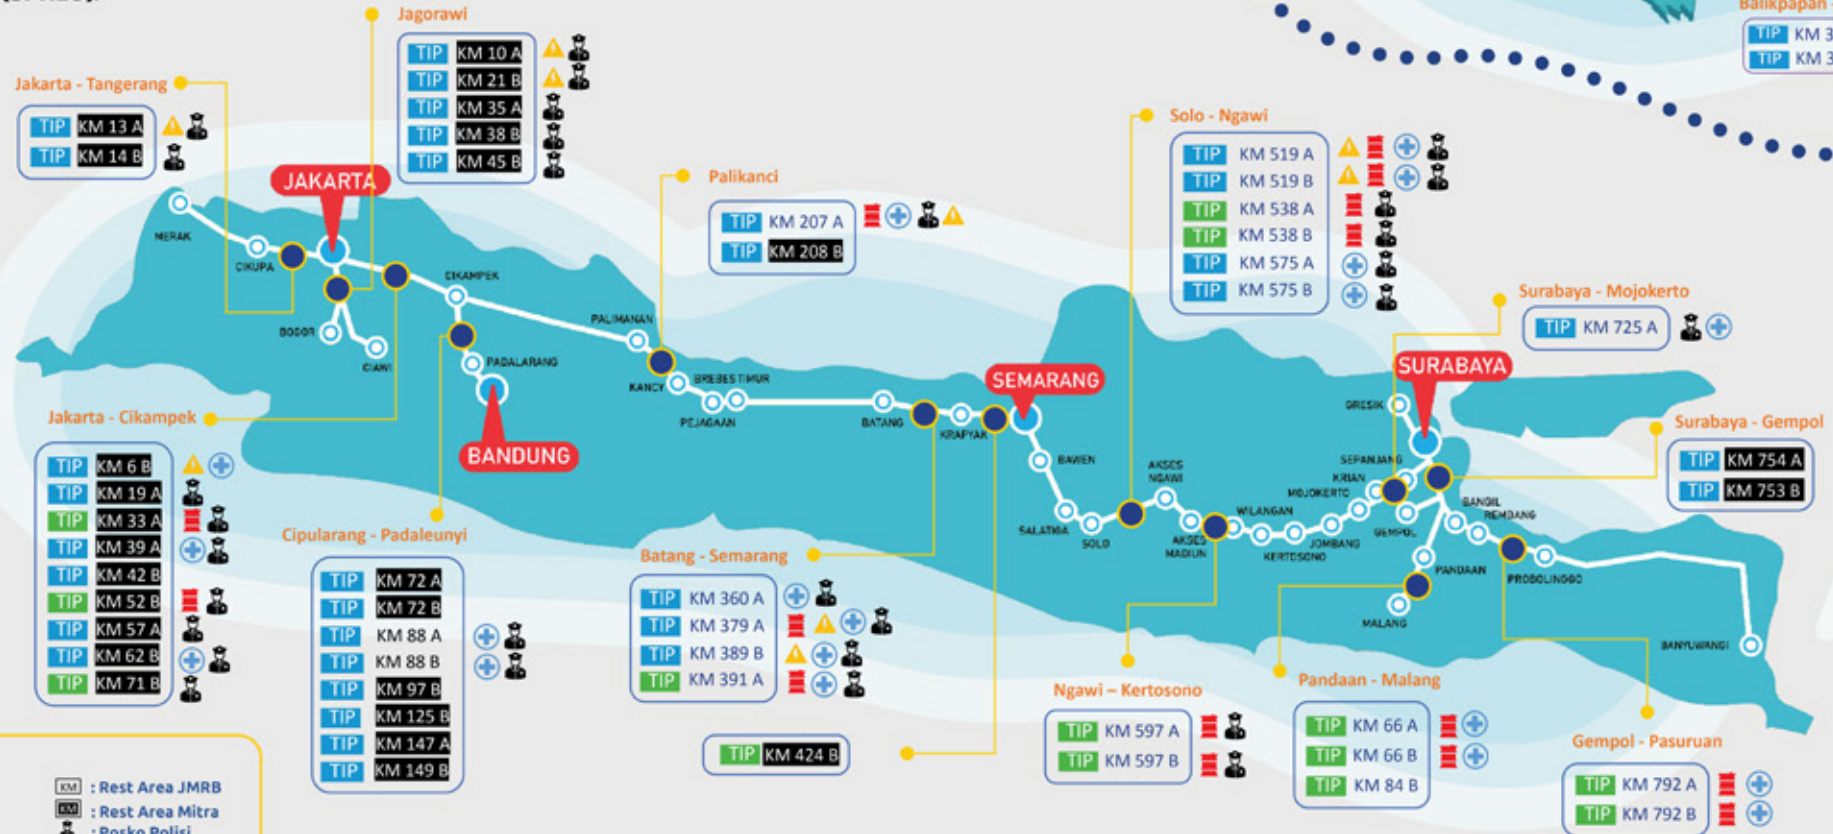 Jagorawi
TIP KM 10 A
TIP KM 21 B
TIP KM 35 A
TIP KM 38 B
TIP KM 45 B
Jakarta - Tangerang
TIP KM 13 A
TIP KM 14 B
Balikpapan -
TIP KM 3
TIP KM 3
Solo - Ngawi
TIP KM 519 A
TIP KM 519 B
TIP KM 538 A
TIP KM 538 B
TIP KM 575 A
TIP KM 575 B
Palikanci
TIP KM 207 A
TIP KM 208 B
Surabaya - Mojokerto
TIP KM 725 A
JAKARTA
MERAK
CIKUPA
CIKAMPEK
BOGOR
CIAWI
PADALARANG
BANDUNG
PALIMANAN
KANCY
BREBES TIMUR
PEJAGAAN
BATANG
KRAPYAK
SEMARANG
BAWEN
SALATIGA
SOLO
AKSES
NGAWI
AKSES
MADIUN
WILANGAN
KERTOSONO
JOMBANG
MOJOKERTO
KRIAN
SEPANJANG
GRESIK
SURABAYA
GEMPOL
BANGIL
REMBANG
PANDAAN
MALANG
PROBOLINGGO
BANYUWANGI
Surabaya - Gempol
TIP KM 754 A
TIP KM 753 B
Jakarta - Cikampek
TIP KM 6 B
TIP KM 19 A
TIP KM 33 A
TIP KM 39 A
TIP KM 42 B
TIP KM 52 B
TIP KM 57 A
TIP KM 62 B
TIP KM 71 B
Cipularang - Padaleunyi
TIP KM 72 A
TIP KM 72 B
TIP KM 88 A
TIP KM 88 B
TIP KM 97 B
TIP KM 125 B
TIP KM 147 A
TIP KM 149 B
Batang - Semarang
TIP KM 360 A
TIP KM 379 A
TIP KM 389 B
TIP KM 391 A
TIP KM 424 B
Ngawi – Kertosono
TIP KM 597 A
TIP KM 597 B
Pandaan - Malang
TIP KM 66 A
TIP KM 66 B
TIP KM 84 B
Gempol - Pasuruan
TIP KM 792 A
TIP KM 792 B
KM : Rest Area JMRB
KM : Rest Area Mitra
: Posko Polisi